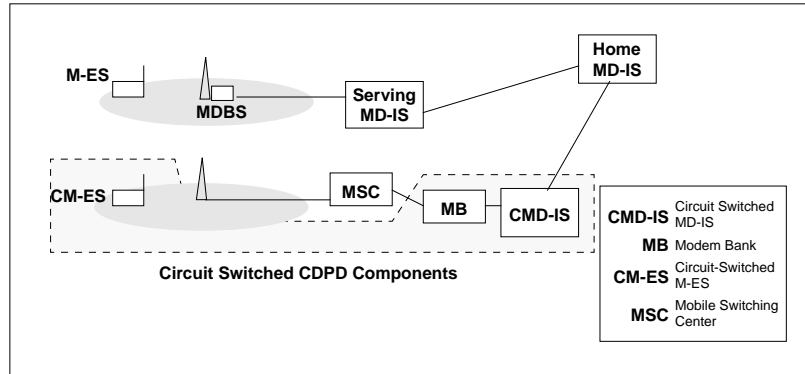 Home
MD-IS
M-ES
MDBS
Serving
MD-IS
CM-ES
MSC
MB
CMD-IS
Circuit Switched CDPD Components
CMD-IS Circuit Switched
MD-IS
MB Modem Bank
CM-ES Circuit-Switched
M-ES
MSC Mobile Switching
Center